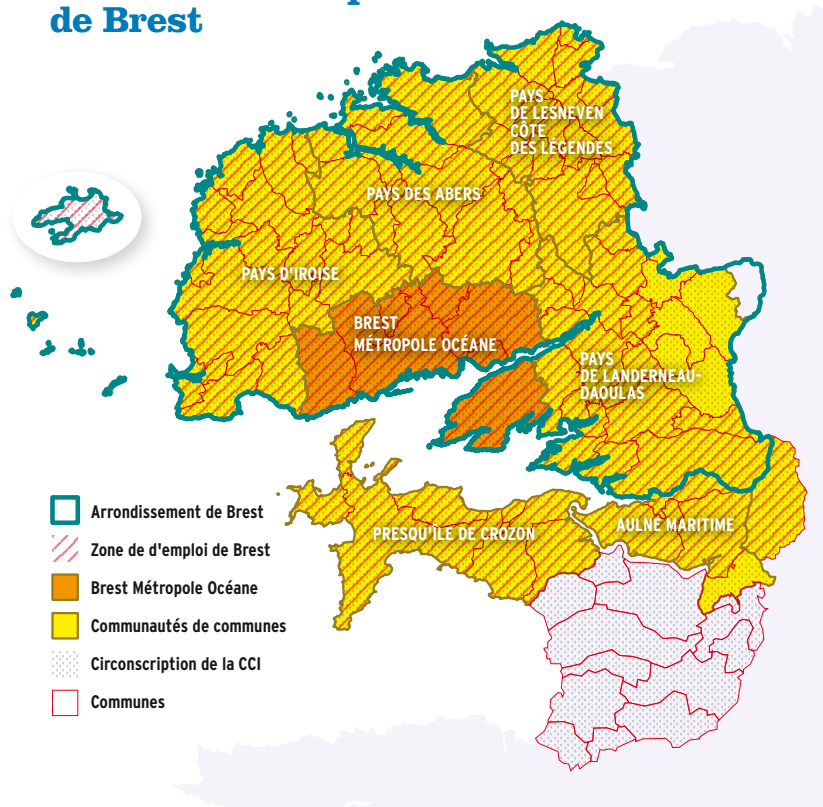 de Brest
PAYS
DE LESNEVEN
CÔTE
DES LÉGENDES
PAYS DES ABERS
PAYS D'IROISE
BREST
MÉTROPOLE OCÉANE
PAYS
DE LANDERNEAU-
DAOULAS
PRESQU'ÎLE DE CROZON
AULNE MARITIME
Arrondissement de Brest
Zone de d'emploi de Brest
Brest Métropole Océane
Communautés de communes
Circonscription de la CCI
Communes